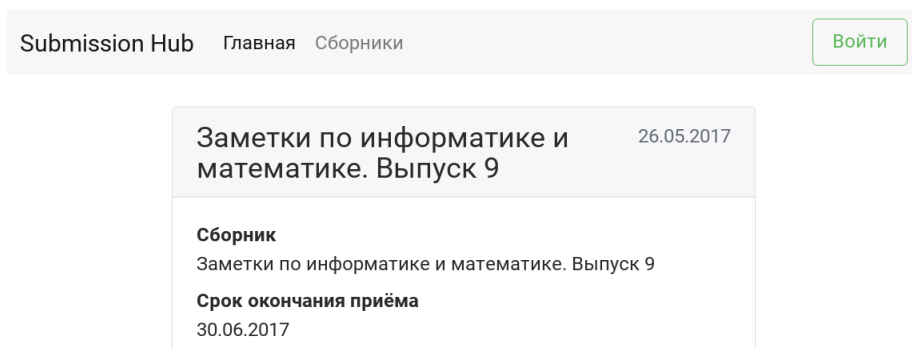 Submission Hub Главная Сборники Войти
Заметки по информатике и 26.05.2017
математике. Выпуск 9
Сборник
Заметки по информатике и математике. Выпуск 9
Срок окончания приёма
30.06.2017